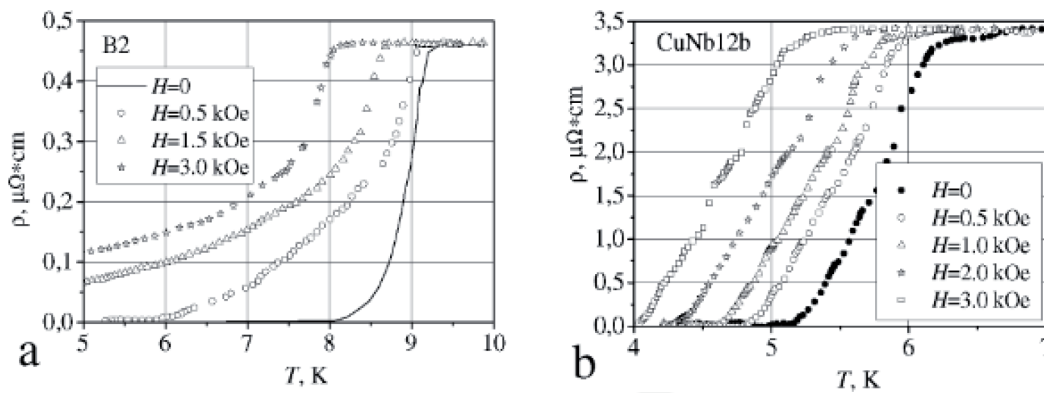 B2
H=0
H=0.5 kOe
H=1.5 kOe
H=3.0 kOe
ρ, μΩ*cm
0,5
0,4
0,3
0,2
0,1
0,0
5 6 7 8 9 10
T, K
a
CuNb12b
H=0
H=0.5 kOe
H=1.0 kOe
H=2.0 kOe
H=3.0 kOe
ρ, μΩ*cm
3,5
3,0
2,5
2,0
1,5
1,0
0,5
0,0
4 5 6 7
T, K
b